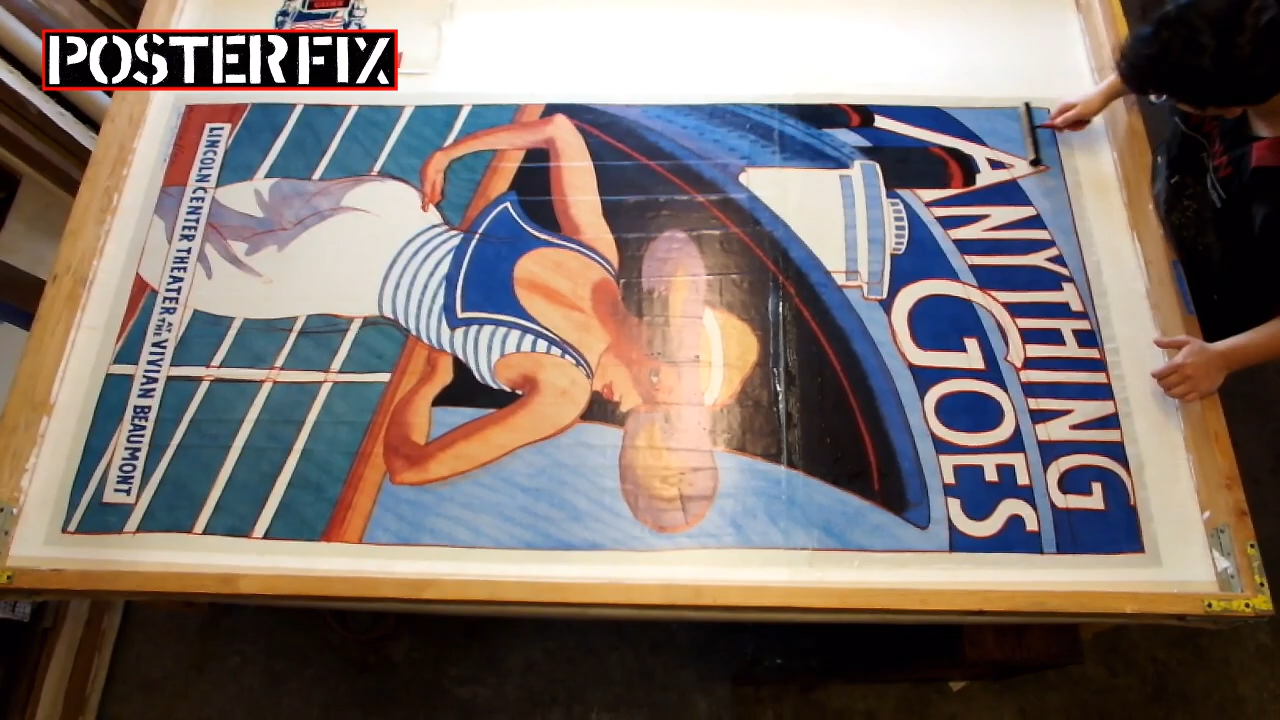 POSTERFIX
ANYTHING
GOES
LINCOLN CENTER THEATER AT THE VIVIAN BEAUMONT